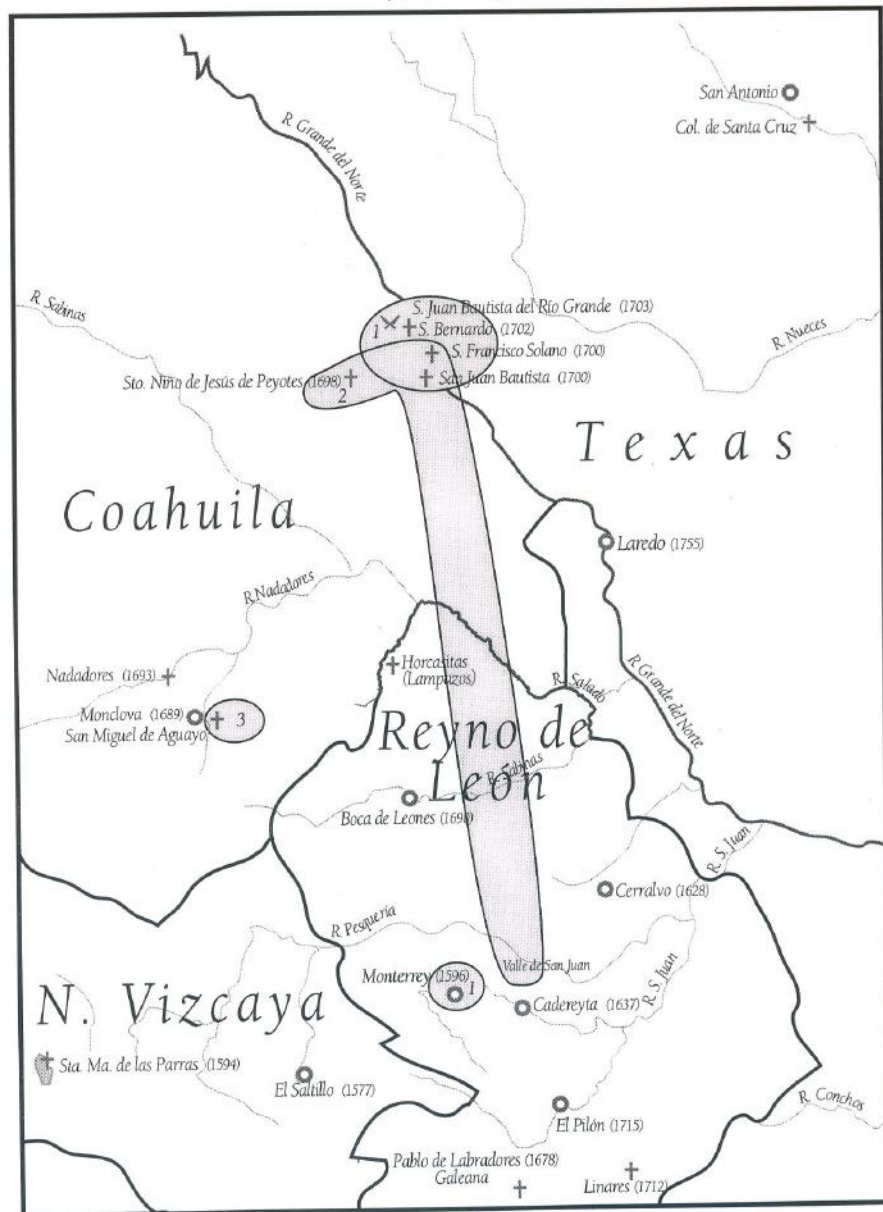 San Antonio
Col. de Santa Cruz
R. Grande del Norte
R. Sabinas
S. Juan Bautista del Río Grande (1703)
1
S. Bernardo (1702)
S. Francisco Solano (1700)
R. Nueces
Sto. Niño de Jesús de Peyotes (1698)
San Juan Bautista (1700)
2
Texas
Coahuila
Laredo (1755)
R. Nadadores
Nadadores (1693)
Horcasitas
(Lampazos)
R. Salado
R. Grande del Norte
Monclova (1689)
San Miguel de Aguayo
3
Reyno de
León
R. Sabinas
Boca de Leones (1698)
R. S. Juan
Cerralvo (1628)
R. Pesquería
Valle de San Juan
Monterrey (1596)
1
R. S. Juan
Cadereyta (1637)
N. Vizcaya
Sta. Ma. de las Parras (1594)
El Saltillo (1577)
R. Conchos
El Pilón (1715)
Pablo de Labradores (1678)
Galeana
Linares (1712)